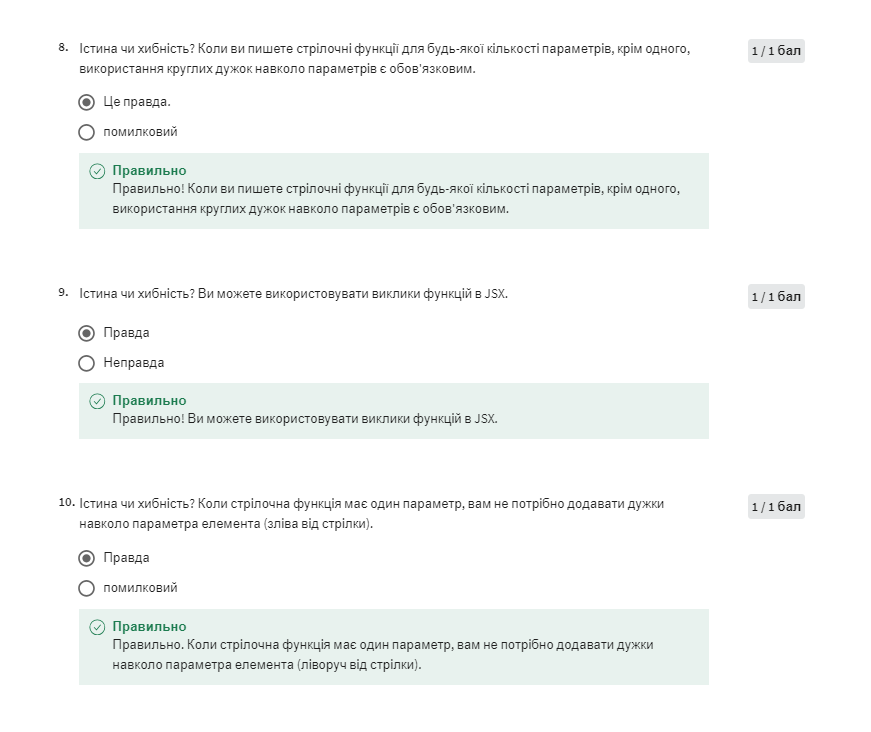 8. Істина чи хибність? Коли ви пишете стрілочні функції для будь-якої кількості параметрів, крім одного,
використання круглих дужок навколо параметрів є обов'язковим.
1 / 1 бал
Це правда.
помилковий
Правильно
Правильно! Коли ви пишете стрілочні функції для будь-якої кількості параметрів, крім одного,
використання круглих дужок навколо параметрів є обов'язковим.
9. Істина чи хибність? Ви можете використовувати виклики функцій в JSX.
1 / 1 бал
Правда
Неправда
Правильно
Правильно! Ви можете використовувати виклики функцій в JSX.
10. Істина чи хибність? Коли стрілочна функція має один параметр, вам не потрібно додавати дужки
навколо параметра елемента (зліва від стрілки).
1 / 1 бал
Правда
помилковий
Правильно
Правильно. Коли стрілочна функція має один параметр, вам не потрібно додавати дужки
навколо параметра елемента (ліворуч від стрілки).